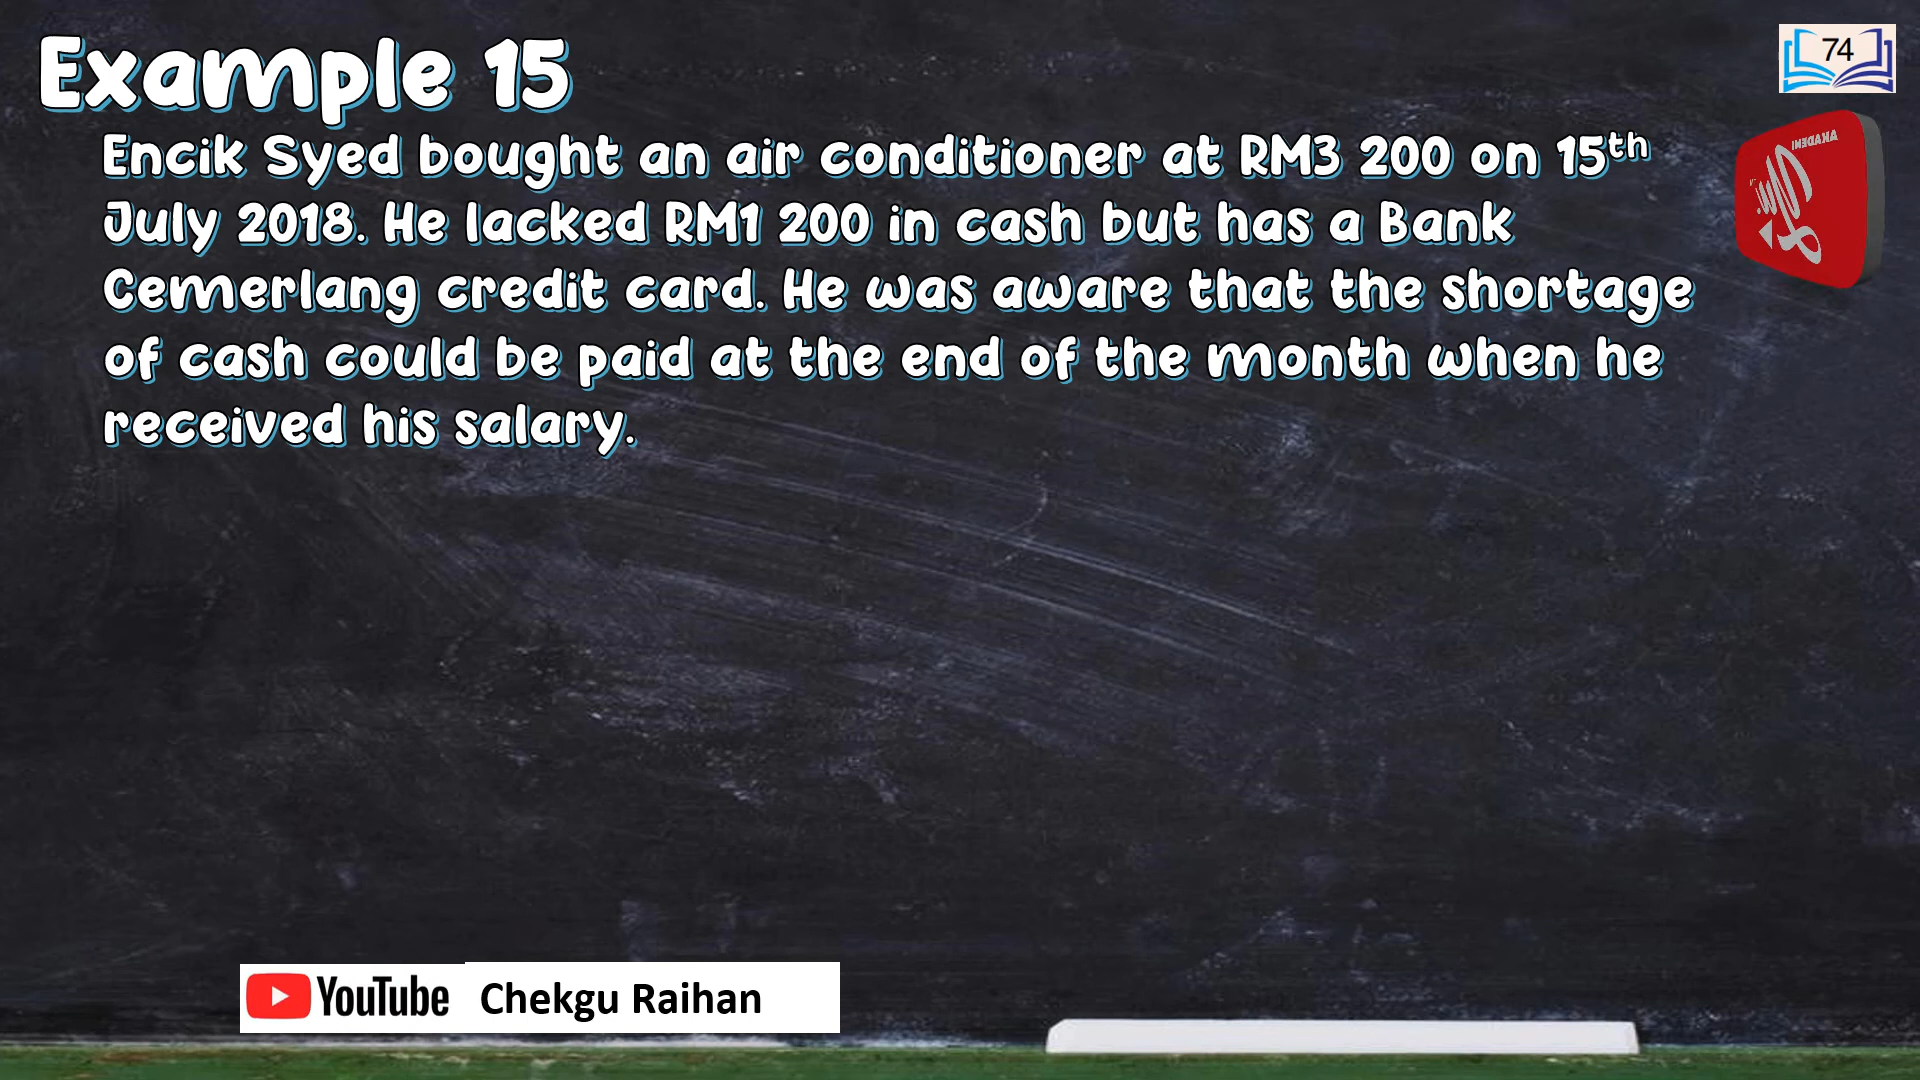 Example 15
74
Encik Syed bought an air conditioner at RM3 200 on 15th
July 2018. He lacked RM1 200 in cash but has a Bank
Cemerlang credit card. He was aware that the shortage
of cash could be paid at the end of the month when he
received his salary.
AKADEMI
YouTube Chekgu Raihan